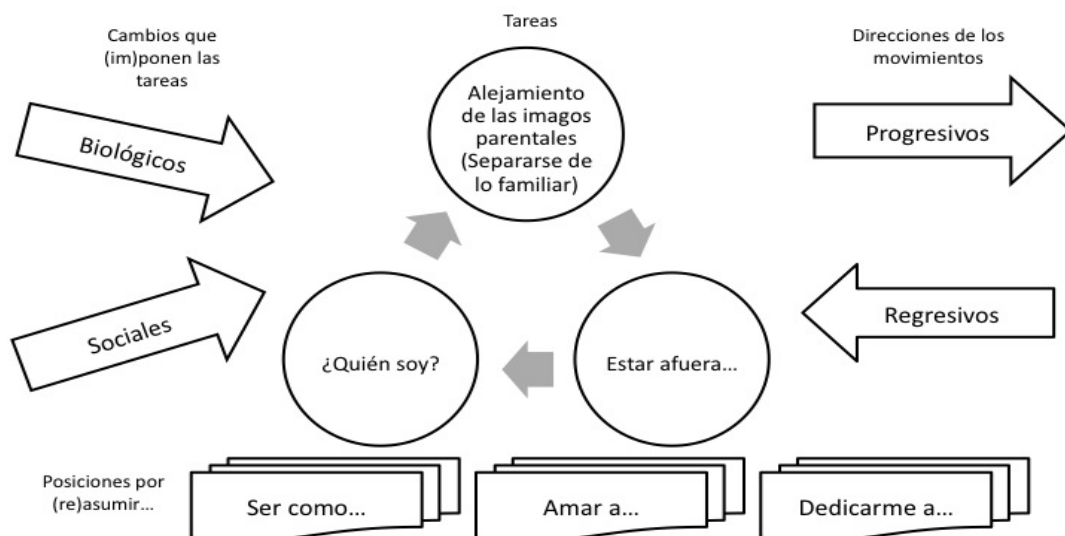 Tareas
Cambios que
(im)ponen las
tareas
Direcciones de los
movimientos
Biológicos
Alejamiento
de las imagos
parentales
(Separarse de
lo familiar)
Progresivos
Sociales
¿Quién soy?
Estar afuera...
Regresivos
Posiciones por
(re)asumir...
Ser como...
Amar a...
Dedicarme a...